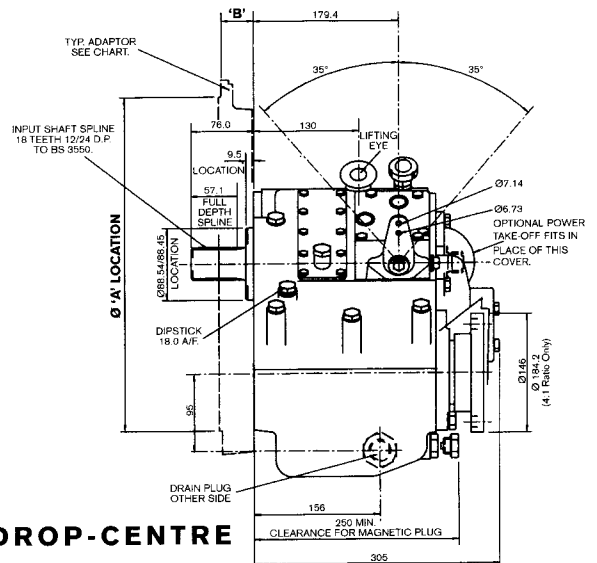 'B'
179.4
TYP. ADAPTOR
SEE CHART.
35°
35°
INPUT SHAFT SPLINE
18 TEETH 12/24 D.P.
TO BS 3550.
76.0
130
9.5
LOCATION
LIFTING
EYE
57.1
FULL
DEPTH
SPLINE
Ø7.14
Ø6.73
OPTIONAL POWER
TAKE-OFF FITS IN
PLACE OF THIS
COVER.
Ø 'A' LOCATION
Ø88.54/88.45
LOCATION
DIPSTICK
18.0 A/F.
Ø146
Ø 184.2
(4.1 Ratio Only)
95
DRAIN PLUG
OTHER SIDE
156
250 MIN.
CLEARANCE FOR MAGNETIC PLUG
DROP-CENTRE
305